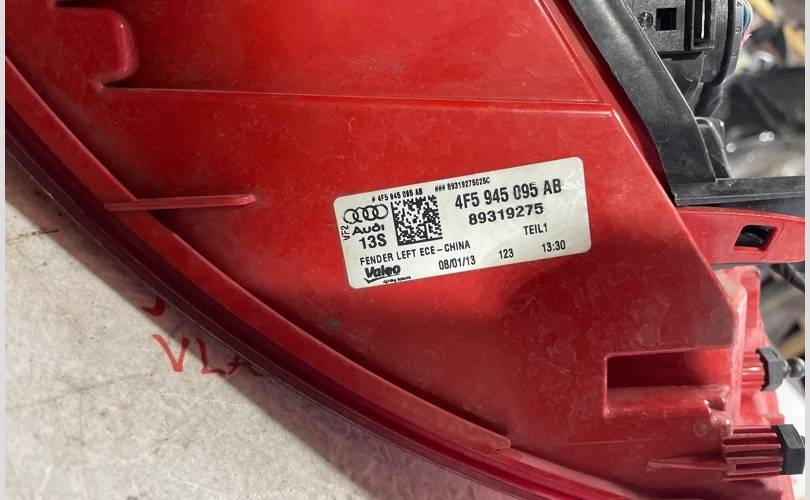 # 4F5 945 095 AB ### 89319275025C
VF2
Audi
13S
4F5 945 095 AB
89319275
TEIL1
FENDER LEFT ECE-CHINA
08/01/13 123 13:30
Valeo